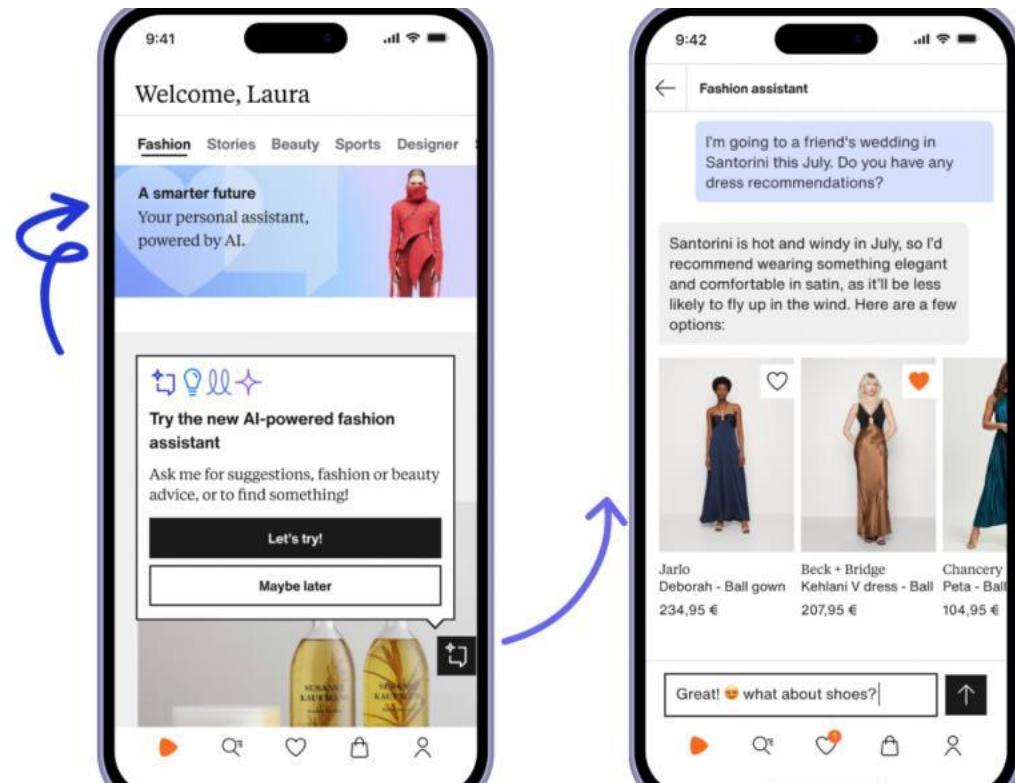 9:41
Welcome, Laura
Fashion Stories Beauty Sports Designer
A smarter future
Your personal assistant,
powered by AI.
Try the new AI-powered fashion
assistant
Ask me for suggestions, fashion or beauty
advice, or to find something!
Let's try!
Maybe later
9:42
Fashion assistant
I'm going to a friend's wedding in
Santorini this July. Do you have any
dress recommendations?
Santorini is hot and windy in July, so I'd
recommend wearing something elegant
and comfortable in satin, as it'll be less
likely to fly up in the wind. Here are a few
options:
Jarlo
Deborah - Ball gown
234,95 €
Beck + Bridge
Kehlani V dress - Ball
207,95 €
Chancery
Peta - Ball
104,95 €
Great! 😍 what about shoes?
1